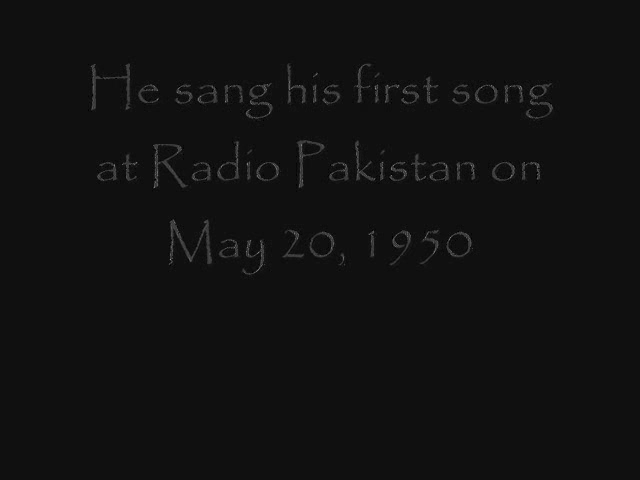 He sang his first song
at Radio Pakistan on
May 20, 1950